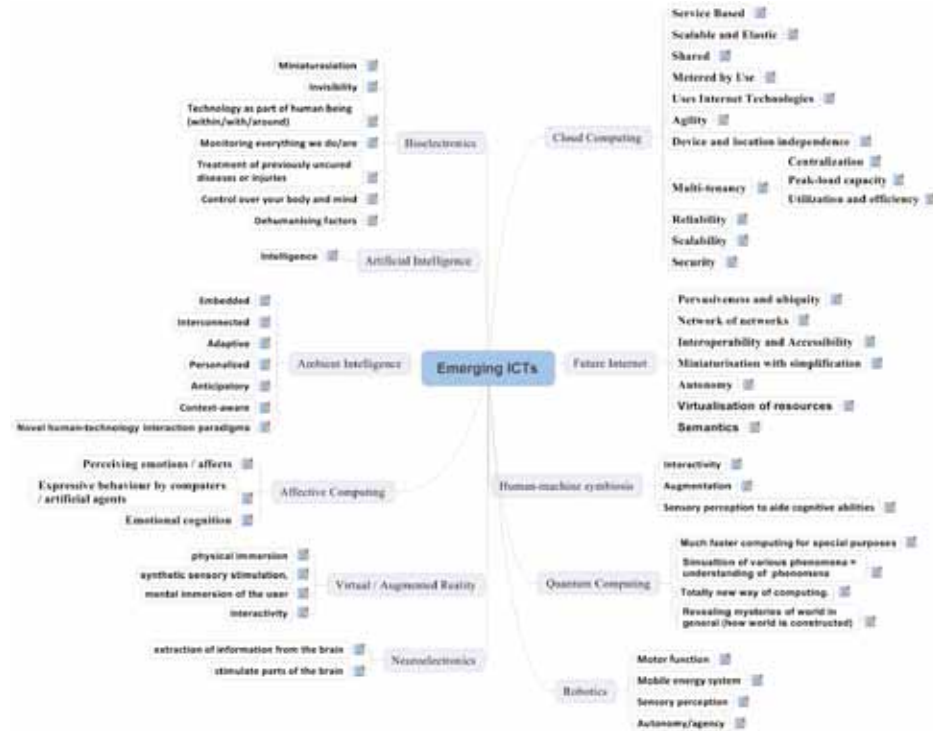 Emerging ICTs
Bioelectronics
Miniaturasiation
Invisibility
Technology as part of human being
(within/with/around)
Monitoring everything we do/are
Treatment of previously uncured
diseases or injuries
Control over your body and mind
Dehumanising factors
Artificial Intelligence
Intelligence
Ambient Intelligence
Embedded
Interconnected
Adaptive
Personalised
Anticipatory
Context-aware
Novel human-technology interaction paradigms
Affective Computing
Perceiving emotions / affects
Expressive behaviour by computers
/ artificial agents
Emotional cognition
Virtual / Augmented Reality
physical immersion
synthetic sensory stimulation,
mental immersion of the user
interactivity
Neuroelectronics
extraction of information from the brain
stimulate parts of the brain
Cloud Computing
Service Based
Scalable and Elastic
Shared
Metered by Use
Uses Internet Technologies
Agility
Device and location independence
Multi-tenancy
Centralization
Peak-load capacity
Utilization and efficiency
Reliability
Scalability
Security
Future Internet
Pervasiveness and ubiquity
Network of networks
Interoperability and Accessibility
Miniaturisation with simplification
Autonomy
Virtualisation of resources
Semantics
Human-machine symbiosis
Interactivity
Augmentation
Sensory perception to aide cognitive abilities
Quantum Computing
Much faster computing for special purposes
Simualtion of various phenomena =
understanding of phenomena
Totally new way of computing.
Revealing mysteries of world in
general (how world is constructed)
Robotics
Motor function
Mobile energy system
Sensory perception
Autonomy/agency